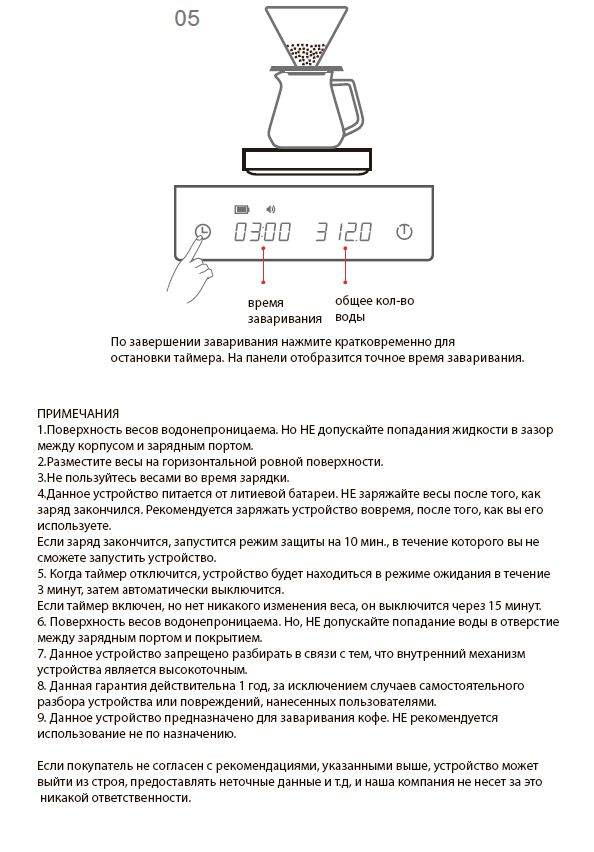 05
03:00 312.0
время
заваривания
общее кол-во
воды
По завершении заваривания нажмите кратковременно для
остановки таймера. На панели отобразится точное время заваривания.
ПРИМЕЧАНИЯ
1.Поверхность весов водонепроницаема. Но НЕ допускайте попадания жидкости в зазор
между корпусом и зарядным портом.
2.Разместите весы на горизонтальной ровной поверхности.
3.Не пользуйтесь весами во время зарядки.
4.Данное устройство питается от литиевой батареи. НЕ заряжайте весы после того, как
заряд закончился. Рекомендуется заряжать устройство вовремя, после того, как вы его
используете.
Если заряд закончится, запустится режим защиты на 10 мин., в течение которого вы не
сможете запустить устройство.
5. Когда таймер отключится, устройство будет находиться в режиме ожидания в течение
3 минут, затем автоматически выключится.
Если таймер включен, но нет никакого изменения веса, он выключится через 15 минут.
6. Поверхность весов водонепроницаема. Но, НЕ допускайте попадание воды в отверстие
между зарядным портом и покрытием.
7. Данное устройство запрещено разбирать в связи с тем, что внутренний механизм
устройства является высокоточным.
8. Данная гарантия действительна 1 год, за исключением случаев самостоятельного
разбора устройства или повреждений, нанесенных пользователями.
9. Данное устройство предназначено для заваривания кофе. НЕ рекомендуется
использование не по назначению.
Если покупатель не согласен с рекомендациями, указанными выше, устройство может
выйти из строя, предоставлять неточные данные и т.д, и наша компания не несет за это
никакой ответственности.